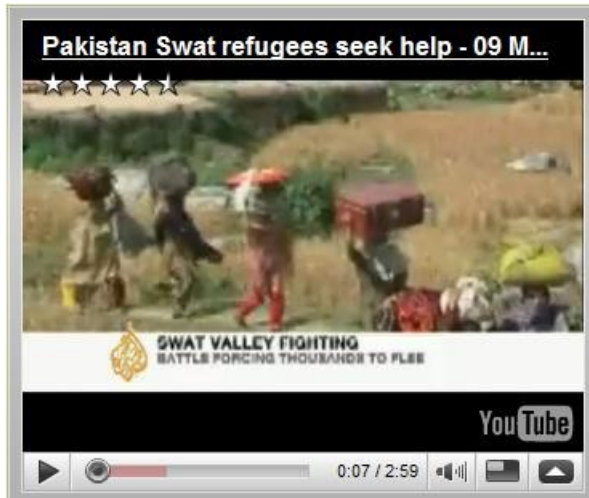 Pakistan Swat refugees seek help - 09 M...
SWAT VALLEY FIGHTING
BATTLE FORCING THOUSANDS TO FLEE
YouTube
0:07 / 2:59